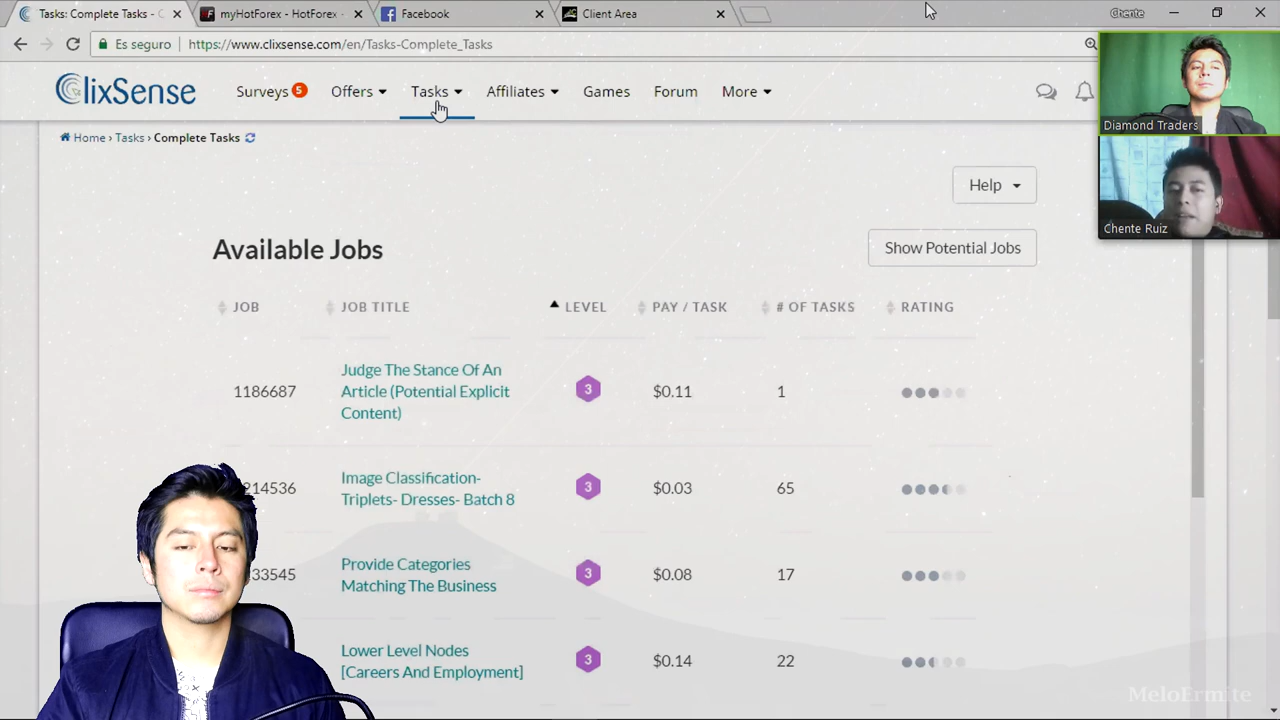 Tasks: Complete Tasks - C
myHotForex - HotForex -
Facebook
Client Area
Chente
Es seguro
https://www.clixsense.com/en/Tasks-Complete_Tasks
ClixSense
Surveys 5
Offers
Tasks
Affiliates
Games
Forum
More
Diamond Traders
Chente Ruiz
Home › Tasks › Complete Tasks
Help
Available Jobs
Show Potential Jobs
JOB
JOB TITLE
LEVEL
PAY / TASK
# OF TASKS
RATING
1186687
Judge The Stance Of An
Article (Potential Explicit
Content)
3
$0.11
1
214536
Image Classification-
Triplets- Dresses- Batch 8
3
$0.03
65
33545
Provide Categories
Matching The Business
3
$0.08
17
Lower Level Nodes
[Careers And Employment]
3
$0.14
22
MeloErmite